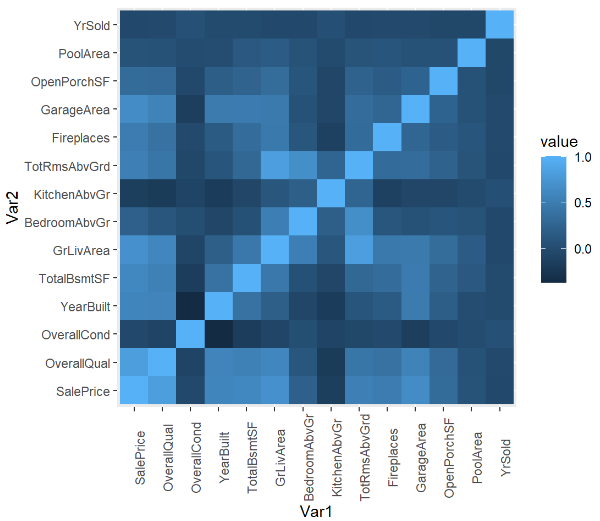 YrSold
PoolArea
OpenPorchSF
GarageArea
Fireplaces
TotRmsAbvGrd
KitchenAbvGr
BedroomAbvGr
GrLivArea
TotalBsmtSF
YearBuilt
OverallCond
OverallQual
SalePrice
Var2
SalePrice
OverallQual
OverallCond
YearBuilt
TotalBsmtSF
GrLivArea
BedroomAbvGr
KitchenAbvGr
TotRmsAbvGrd
Fireplaces
GarageArea
OpenPorchSF
PoolArea
YrSold
Var1
value
1.0
0.5
0.0